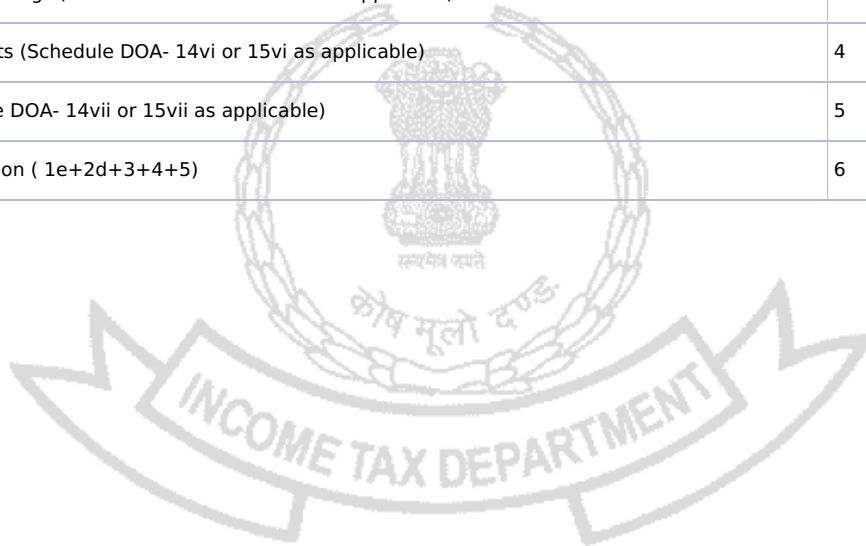 ts (Schedule DOA- 14vi or 15vi as applicable) 4
e DOA- 14vii or 15vii as applicable) 5
on ( 1e+2d+3+4+5) 6
सत्यमेव जयते
कोष मूलो दण्ड:
INCOME TAX DEPARTMENT